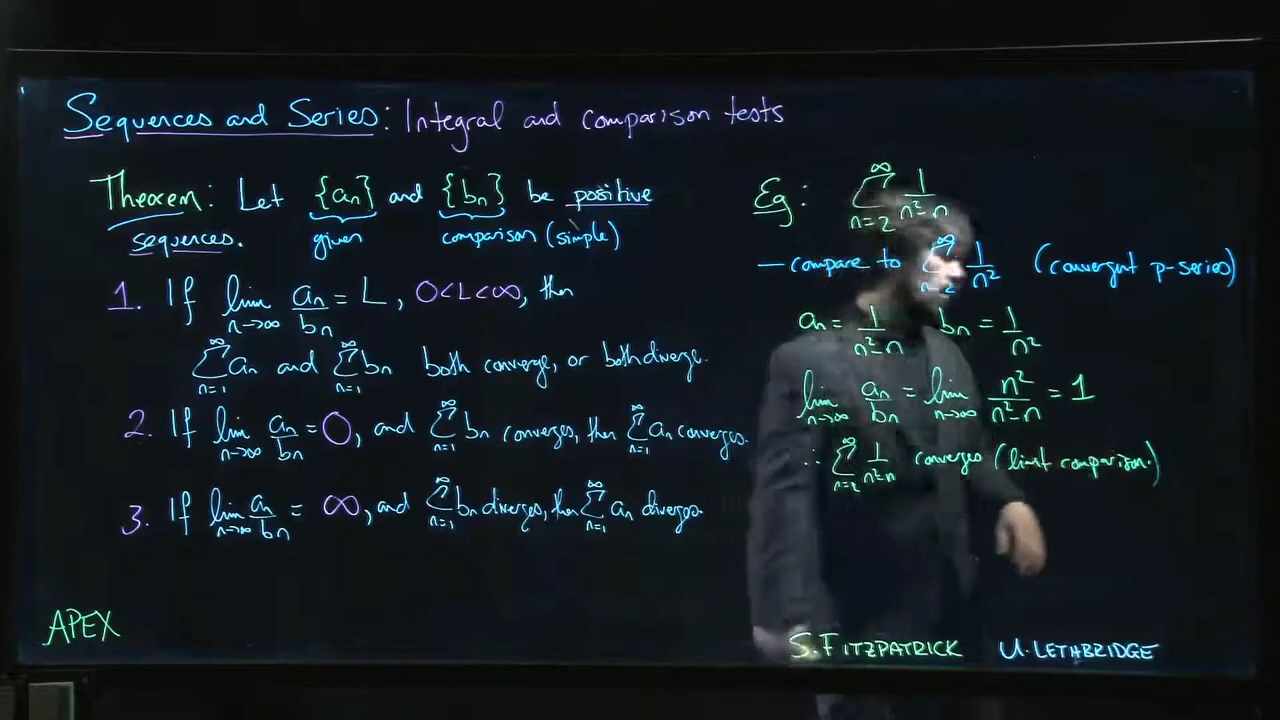 Sequences and Series: Integral and comparison tests
Theorem: Let {aₙ} and {bₙ} be positive
sequences.
given
comparison (simple)
1. If lim n→∞ aₙ/bₙ = L, 0<L<∞, then
∞ Σ n=1 aₙ and ∞ Σ n=1 bₙ both converge, or both diverge.
2. If lim n→∞ aₙ/bₙ = 0, and ∞ Σ n=1 bₙ converges, then ∞ Σ n=1 aₙ converges.
3. If lim n→∞ aₙ/bₙ = ∞, and ∞ Σ n=1 bₙ diverges, then ∞ Σ n=1 aₙ diverges.
Eg: ∞ Σ n=2 1/(n²-n)
— compare to ∞ Σ n=2 1/n² (convergent p-series)
aₙ = 1/(n²-n) bₙ = 1/n²
lim n→∞ aₙ/bₙ = lim n→∞ n²/(n²-n) = 1
∴ ∞ Σ n=2 1/(n²-n) converges (limit comparison.)
APEX
S. FITZPATRICK U. LETHBRIDGE